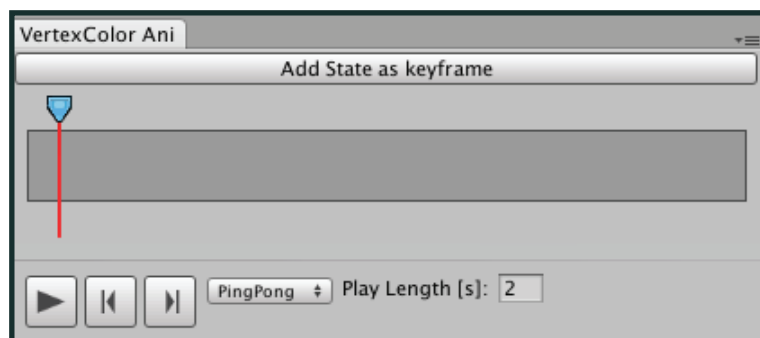 VertexColor Ani
Add State as keyframe
PingPong Play Length [s]: 2